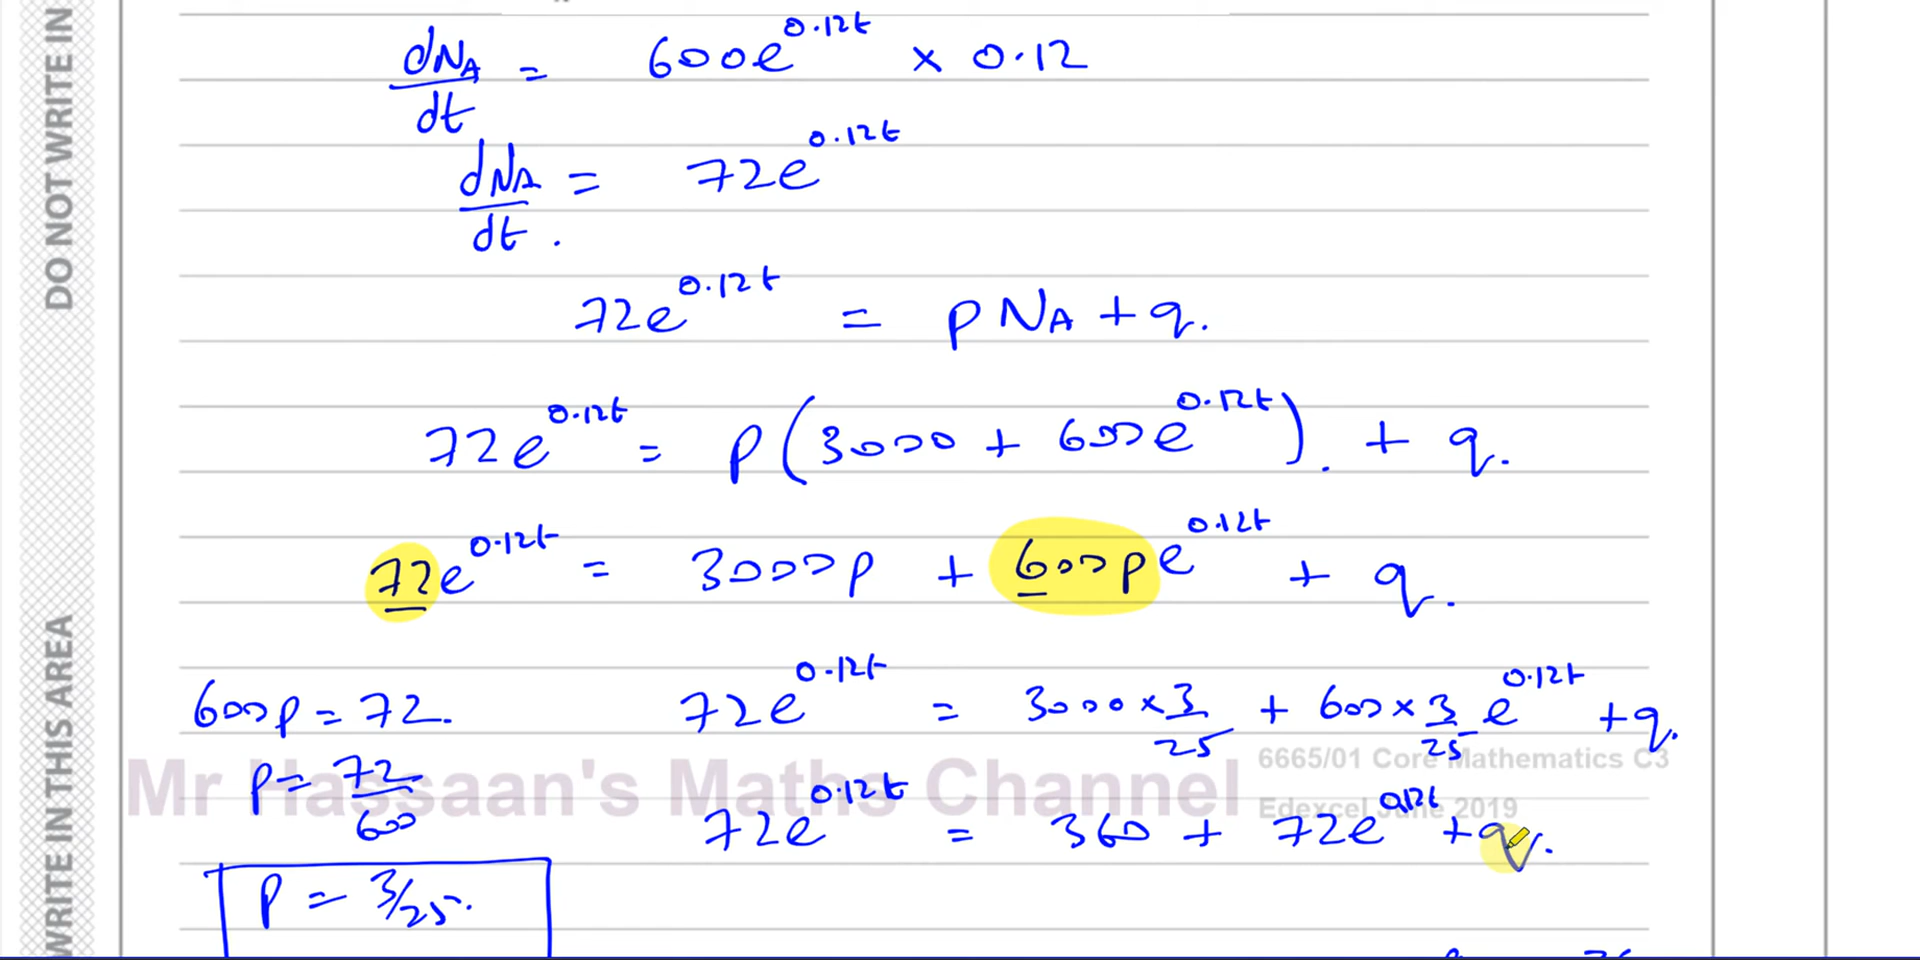 dN_A/dt = 600e^{0.12t} × 0.12
dN_A/dt = 72e^{0.12t}
72e^{0.12t} = pN_A + q.
72e^{0.12t} = p(3000 + 600e^{0.12t}). + q.
72e^{0.12t} = 3000p + 600pe^{0.12t} + q.
600p = 72.
72e^{0.12t} = 3000 × 3/25 + 600 × 3/25 e^{0.12t} + q.
p = 72/600
72e^{0.12t} = 360 + 72e^{0.12t} + q.
P = 3/25.
Mr Hassaan's Maths Channel
6665/01 Core Mathematics C3
Edexcel June 2019
DO NOT WRITE IN
WRITE IN THIS AREA